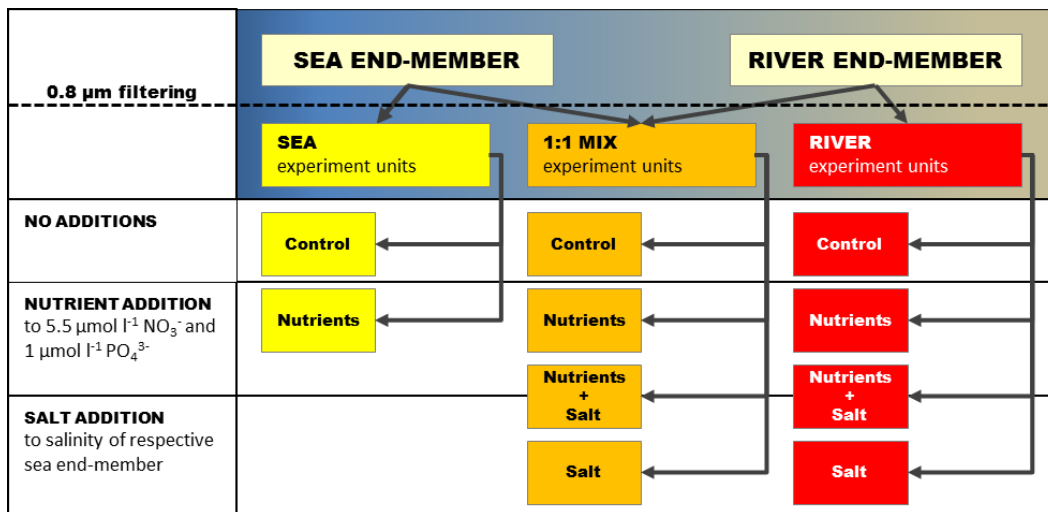 SEA END-MEMBER
RIVER END-MEMBER
0.8 µm filtering
SEA
experiment units
1:1 MIX
experiment units
RIVER
experiment units
NO ADDITIONS
Control
Control
Control
NUTRIENT ADDITION
to 5.5 µmol l⁻¹ NO₃⁻ and
1 µmol l⁻¹ PO₄³⁻
Nutrients
Nutrients
Nutrients
Nutrients
+
Salt
Nutrients
+
Salt
SALT ADDITION
to salinity of respective
sea end-member
Salt
Salt